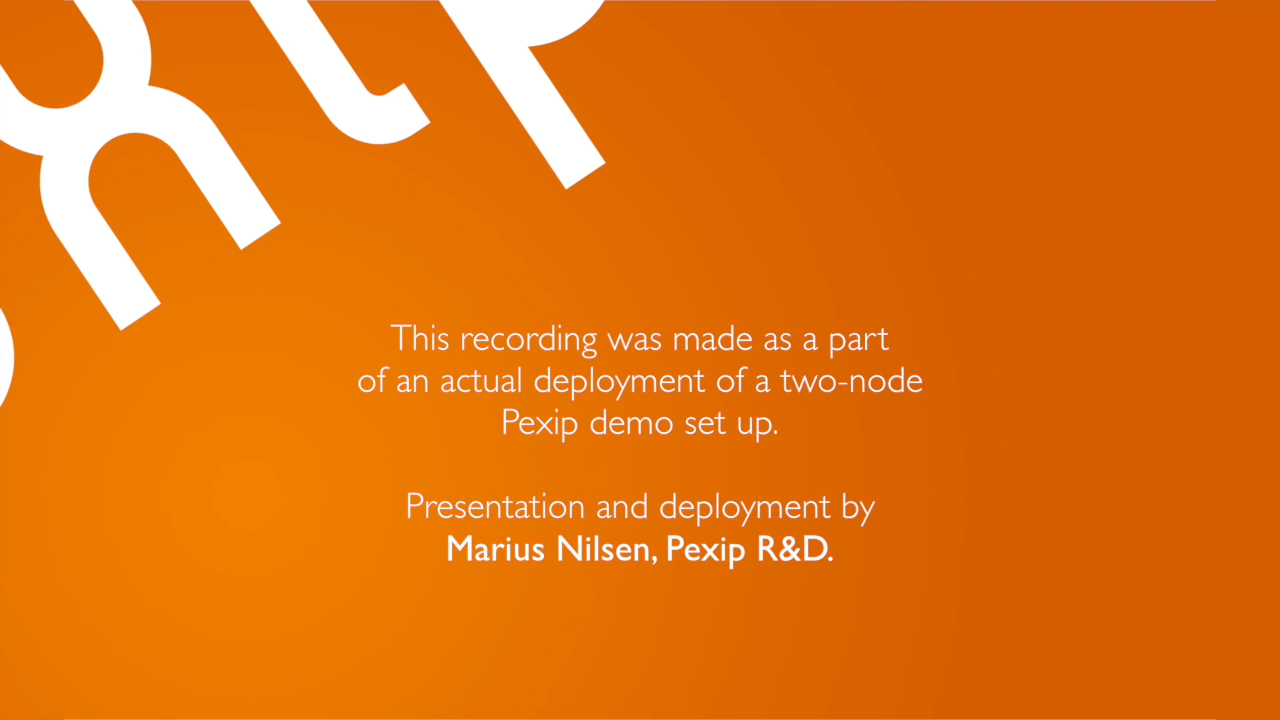 xip
This recording was made as a part
of an actual deployment of a two-node
Pexip demo set up.
Presentation and deployment by
Marius Nilsen, Pexip R&D.